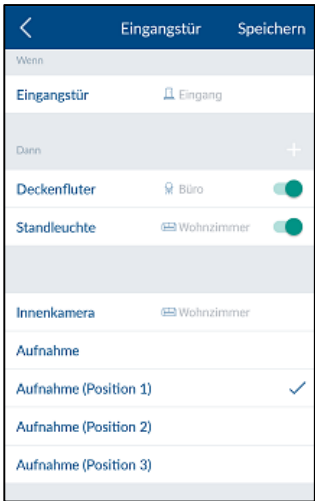 Eingangstür Speichern
Wenn
Eingangstür Eingang
Dann
Deckenfluter Büro
Standleuchte Wohnzimmer
Innenkamera Wohnzimmer
Aufnahme
Aufnahme (Position 1)
Aufnahme (Position 2)
Aufnahme (Position 3)